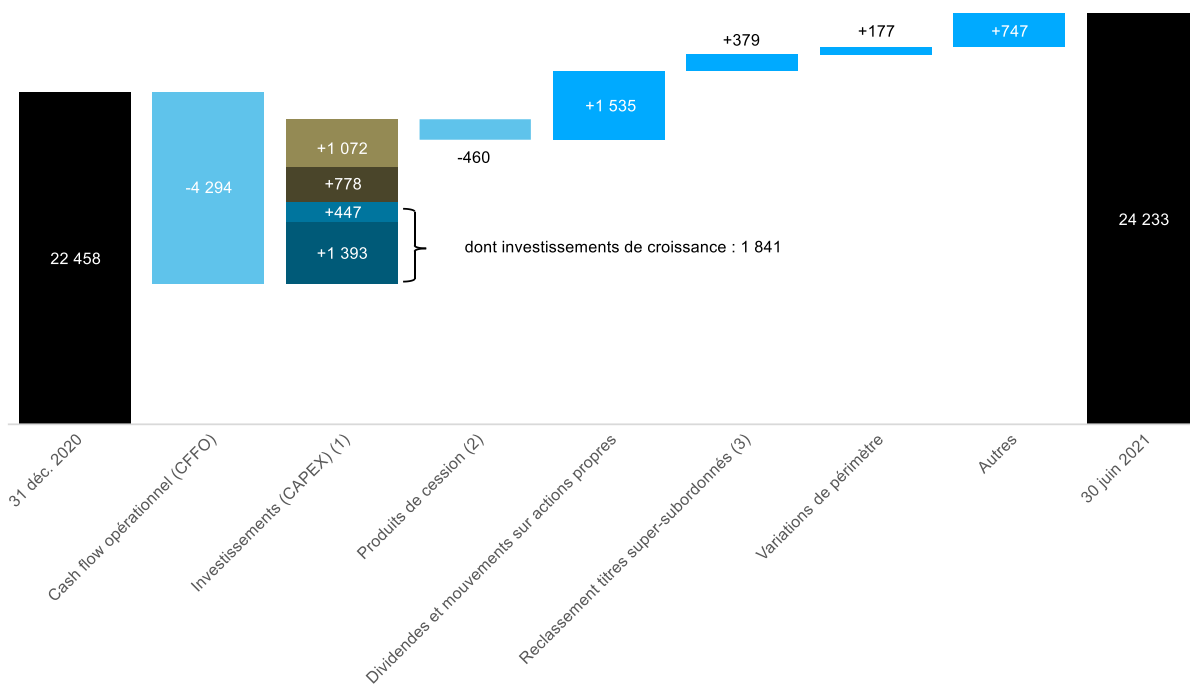 +379
+177
+747
+1 535
+1 072
-460
+778
-4 294
+447
24 233
dont investissements de croissance : 1 841
+1 393
22 458
31 déc. 2020
Cash flow opérationnel (CFFO)
Investissements (CAPEX) (1)
Produits de cession (2)
Dividendes et mouvements sur actions propres
Reclassement titres super-subordonnés (3)
Variations de périmètre
Autres
30 juin 2021